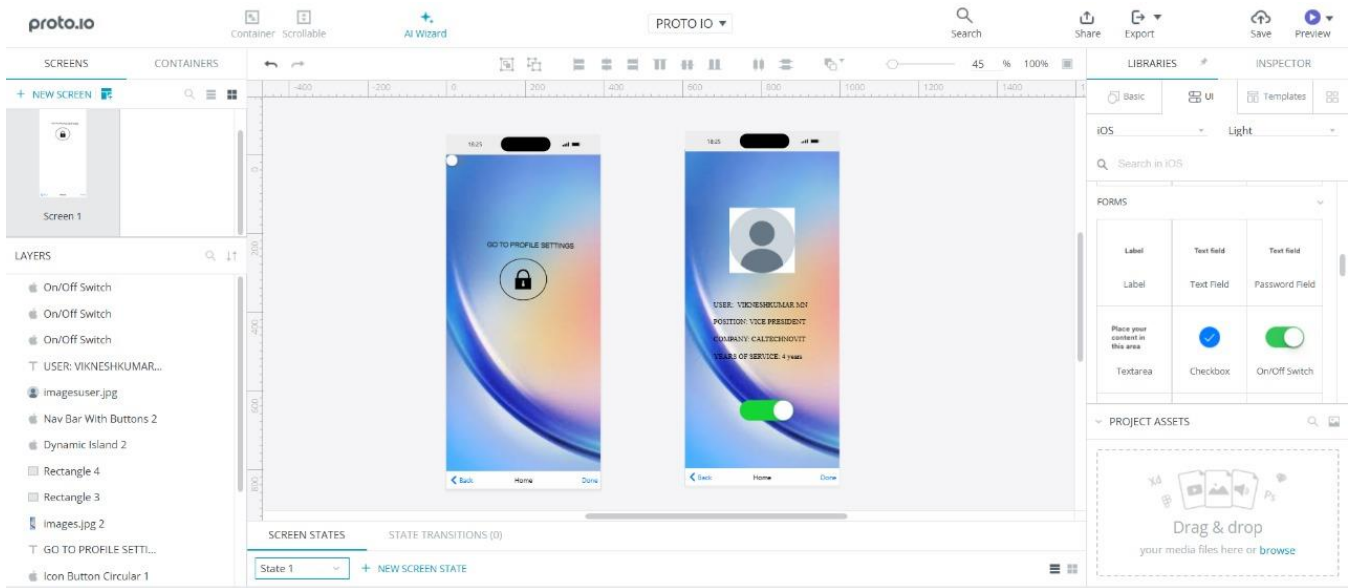 proto.io
Container Scrollable
AI Wizard
PROTO IO
Search
Share
Export
Save
Preview
SCREENS
CONTAINERS
45 % 100%
LIBRARIES
INSPECTOR
+ NEW SCREEN
-400 -200 0 200 400 600 800 1000 1200 1400
Basic
UI
Templates
iOS
Light
Search in iOS
Screen 1
LAYERS
On/Off Switch
On/Off Switch
On/Off Switch
USER: VIKNESHKUMAR...
imagesuser.jpg
Nav Bar With Buttons 2
Dynamic Island 2
Rectangle 4
Rectangle 3
images.jpg 2
GO TO PROFILE SETTI...
Icon Button Circular 1
0
200
400
600
800
GO TO PROFILE SETTINGS
Back Home Done
USER: VIKNESHKUMAR MN
POSITION: VICE PRESIDENT
COMPANY: CALTECHNOVIT
YEARS OF SERVICE: 4 years
Back Home Done
FORMS
Label
Text field
Text field
Label
Text Field
Password Field
Place your
content in
this area
Textarea
Checkbox
On/Off Switch
PROJECT ASSETS
Xd
Ps
Drag & drop
your media files here or browse
SCREEN STATES
STATE TRANSITIONS (0)
State 1
+ NEW SCREEN STATE